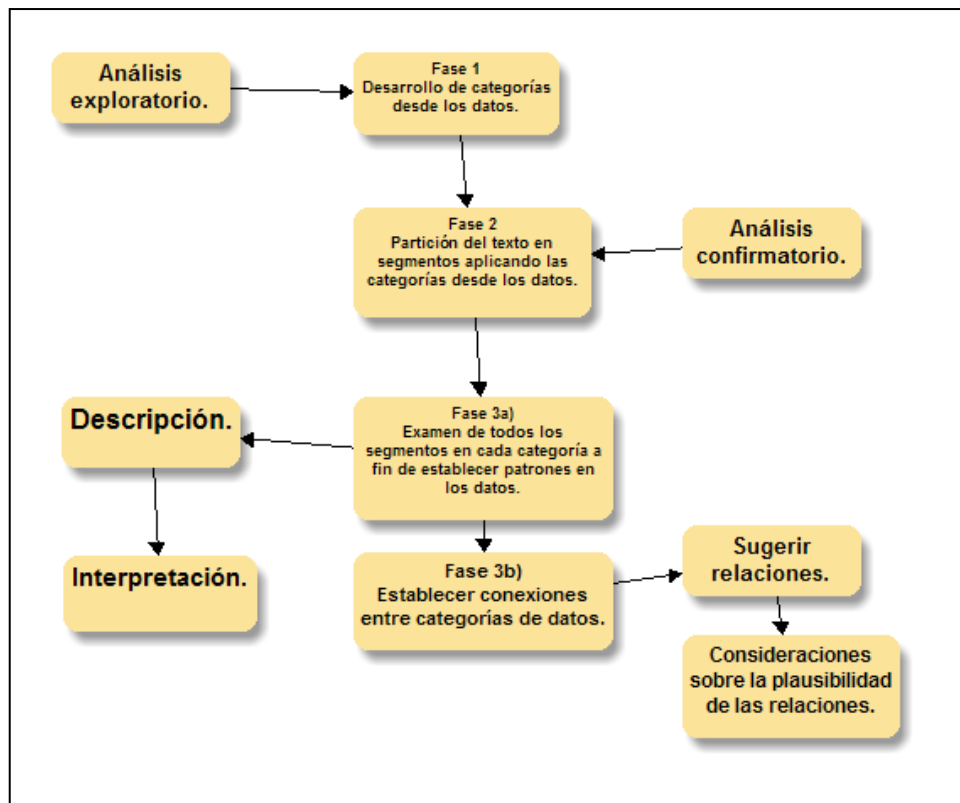 Análisis
exploratorio.
Fase 1
Desarrollo de categorías
desde los datos.
Fase 2
Partición del texto en
segmentos aplicando las
categorías desde los datos.
Análisis
confirmatorio.
Descripción.
Fase 3a)
Examen de todos los
segmentos en cada categoría a
fin de establecer patrones en
los datos.
Interpretación.
Fase 3b)
Establecer conexiones
entre categorías de datos.
Sugerir
relaciones.
Consideraciones
sobre la plausibilidad
de las relaciones.